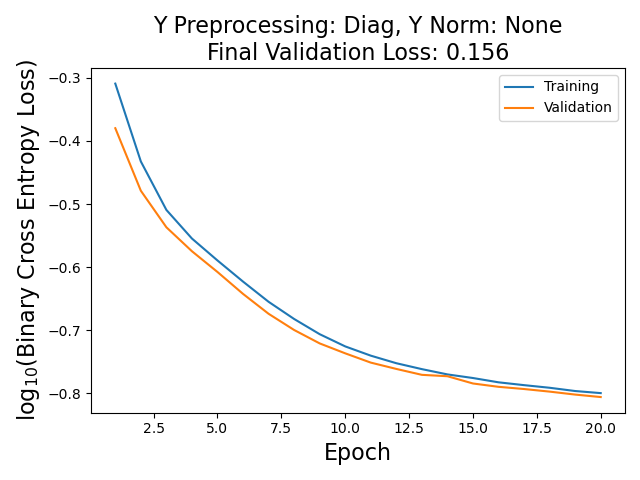 Y Preprocessing: Diag, Y Norm: None
Final Validation Loss: 0.156
Training
Validation
log₁₀(Binary Cross Entropy Loss)
−0.3
−0.4
−0.5
−0.6
−0.7
−0.8
2.5 5.0 7.5 10.0 12.5 15.0 17.5 20.0
Epoch